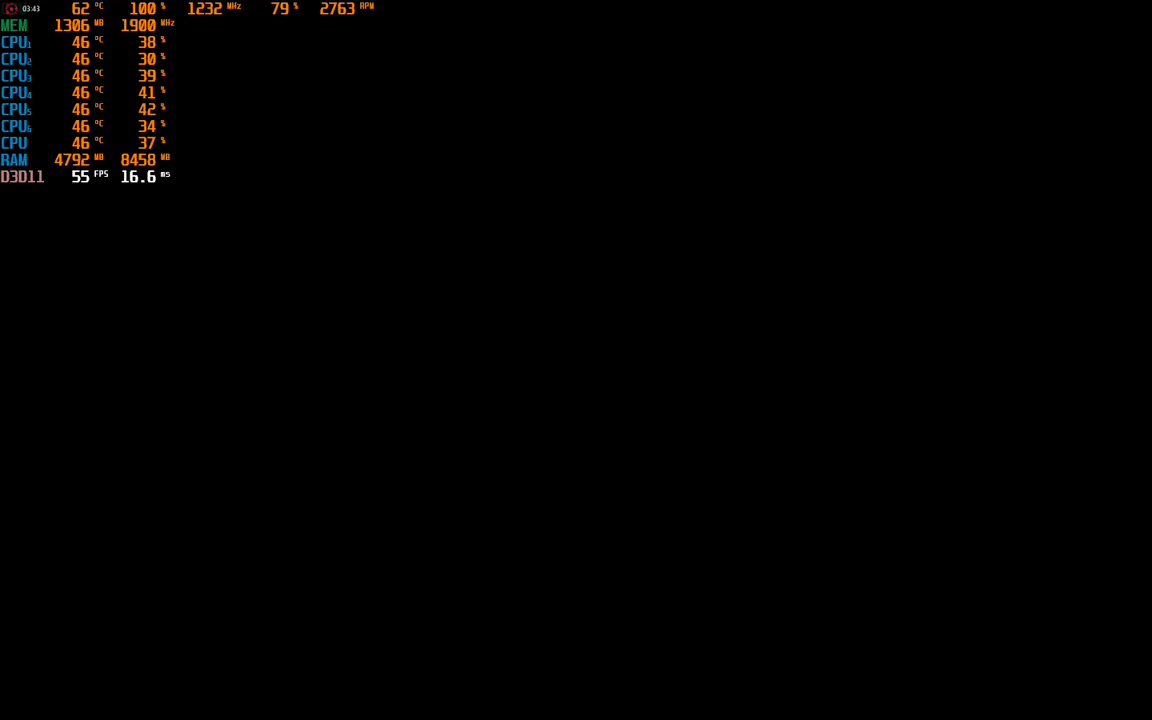 03:43 62 °C 100 % 1232 MHz 79 % 2763 RPM
MEM 1306 MB 1900 MHz
CPU1 46 °C 38 %
CPU2 46 °C 30 %
CPU3 46 °C 39 %
CPU4 46 °C 41 %
CPU5 46 °C 42 %
CPU6 46 °C 34 %
CPU 46 °C 37 %
RAM 4792 MB 8458 MB
D3D11 55 FPS 16.6 ms